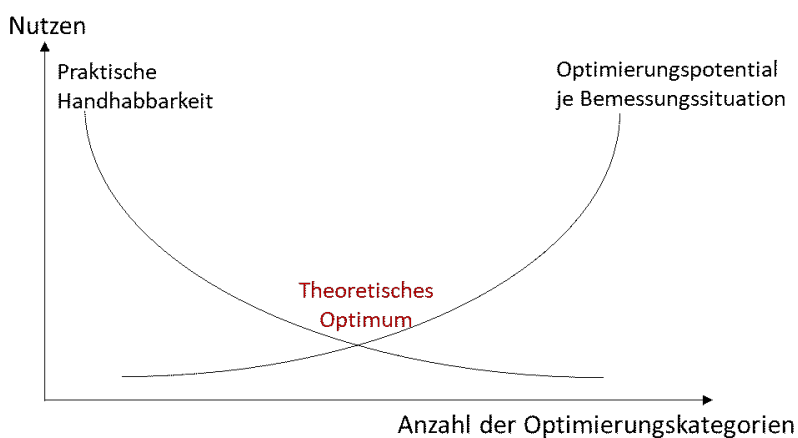 Nutzen
Praktische
Handhabbarkeit
Optimierungspotential
je Bemessungssituation
Theoretisches
Optimum
Anzahl der Optimierungskategorien